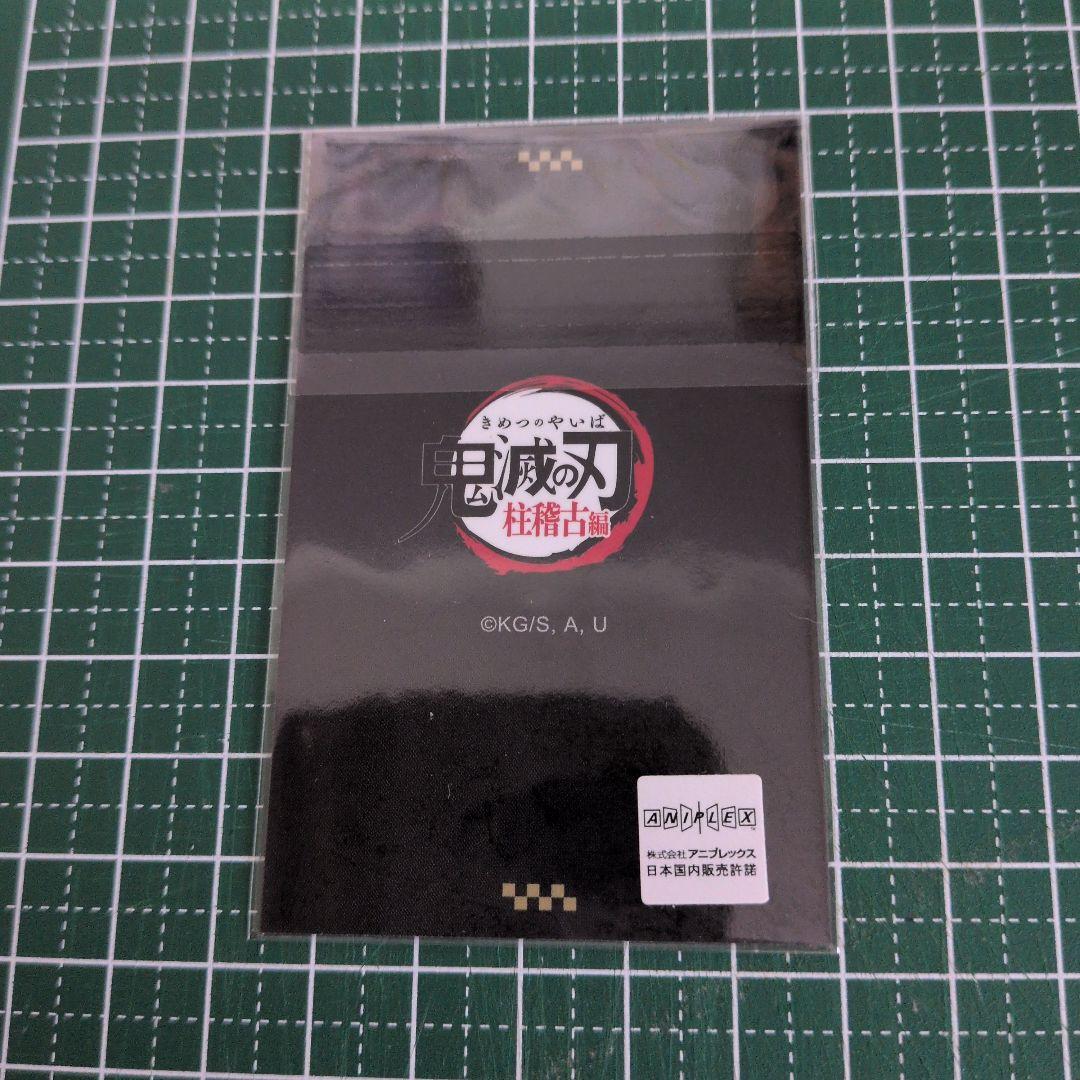 きめつのやいば
鬼滅の刃
柱稽古編
©KG/S, A, U
ANIPLEX
株式会社アニプレックス
日本国内販売許諾